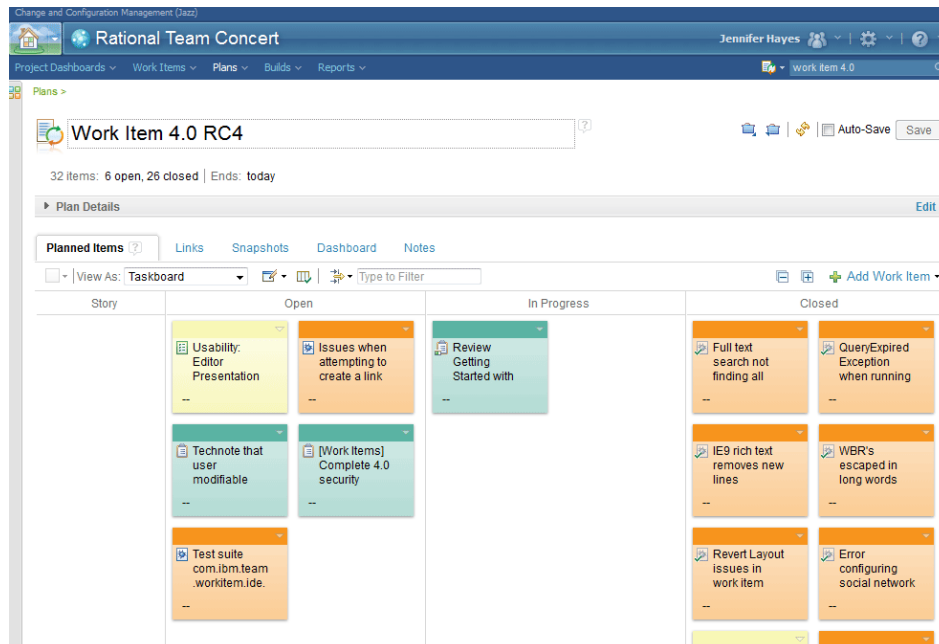 Change and Configuration Management (Jazz)
Rational Team Concert
Jennifer Hayes
Project Dashboards Work Items Plans Builds Reports
work item 4.0
Plans >
Work Item 4.0 RC4
?
Auto-Save Save
32 items: 6 open, 26 closed | Ends: today
Plan Details
Edit
Planned Items ? Links Snapshots Dashboard Notes
View As: Taskboard Type to Filter Add Work Item
Story Open In Progress Closed
Usability:
Editor
Presentation
--
Issues when
attempting to
create a link
--
Review
Getting
Started with
--
Full text
search not
finding all
--
QueryExpired
Exception
when running
--
Technote that
user
modifiable
--
[Work Items]
Complete 4.0
security
--
IE9 rich text
removes new
lines
--
WBR's
escaped in
long words
--
Test suite
com.ibm.team
.workitem.ide.
--
Revert Layout
issues in
work item
--
Error
configuring
social network
--